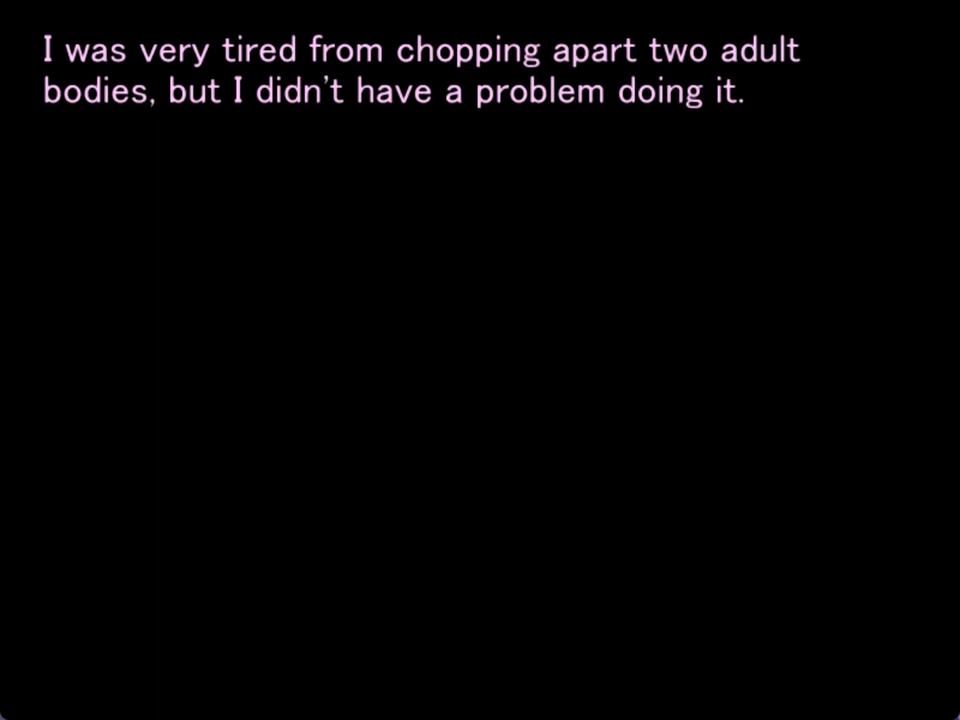 I was very tired from chopping apart two adult
bodies, but I didn't have a problem doing it.